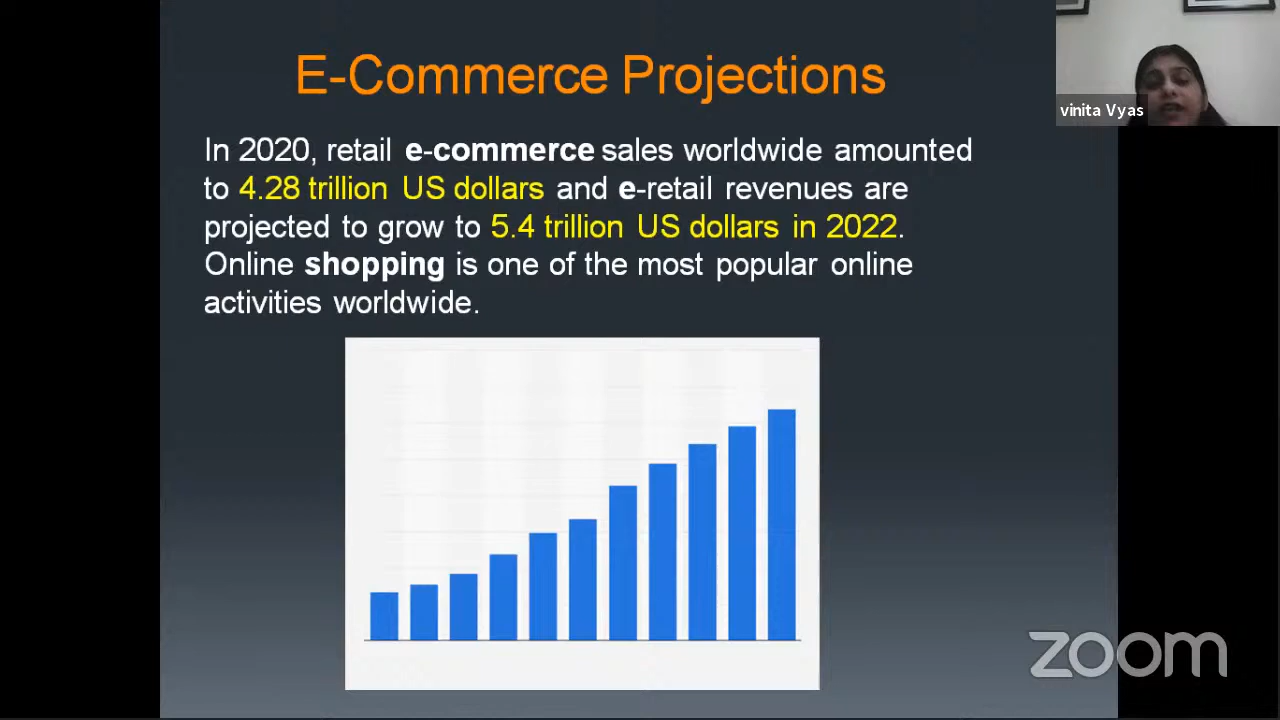 E-Commerce Projections
vinita Vyas
In 2020, retail e-commerce sales worldwide amounted
to 4.28 trillion US dollars and e-retail revenues are
projected to grow to 5.4 trillion US dollars in 2022.
Online shopping is one of the most popular online
activities worldwide.
zoom